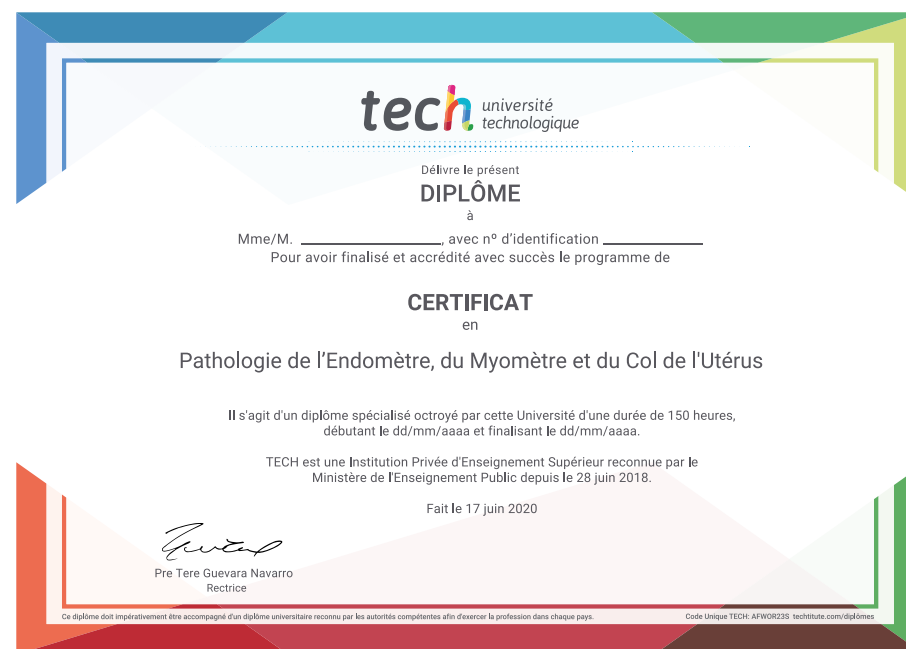 tech université
technologique
Délivre le présent
DIPLÔME
à
Mme/M. ____________________, avec nº d'identification ______________
Pour avoir finalisé et accrédité avec succès le programme de
CERTIFICAT
en
Pathologie de l’Endomètre, du Myomètre et du Col de l'Utérus
Il s'agit d'un diplôme spécialisé octroyé par cette Université d'une durée de 150 heures,
débutant le dd/mm/aaaa et finalisant le dd/mm/aaaa.
TECH est une Institution Privée d'Enseignement Supérieur reconnue par le
Ministère de l'Enseignement Public depuis le 28 juin 2018.
Fait le 17 juin 2020
Pre Tere Guevara Navarro
Rectrice
Ce diplôme doit impérativement être accompagné d'un diplôme universitaire reconnu par les autorités compétentes afin d'exercer la profession dans chaque pays.
Code Unique TECH: AFWOR23S techtitute.com/diplômes